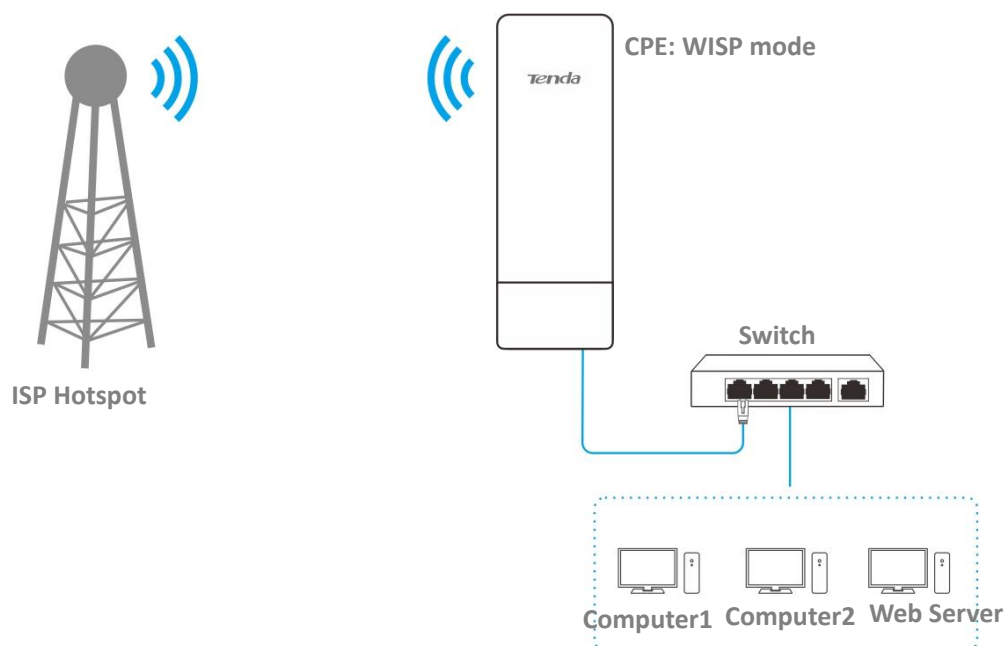 CPE: WISP mode
Tenda
Switch
ISP Hotspot
Computer1 Computer2 Web Server